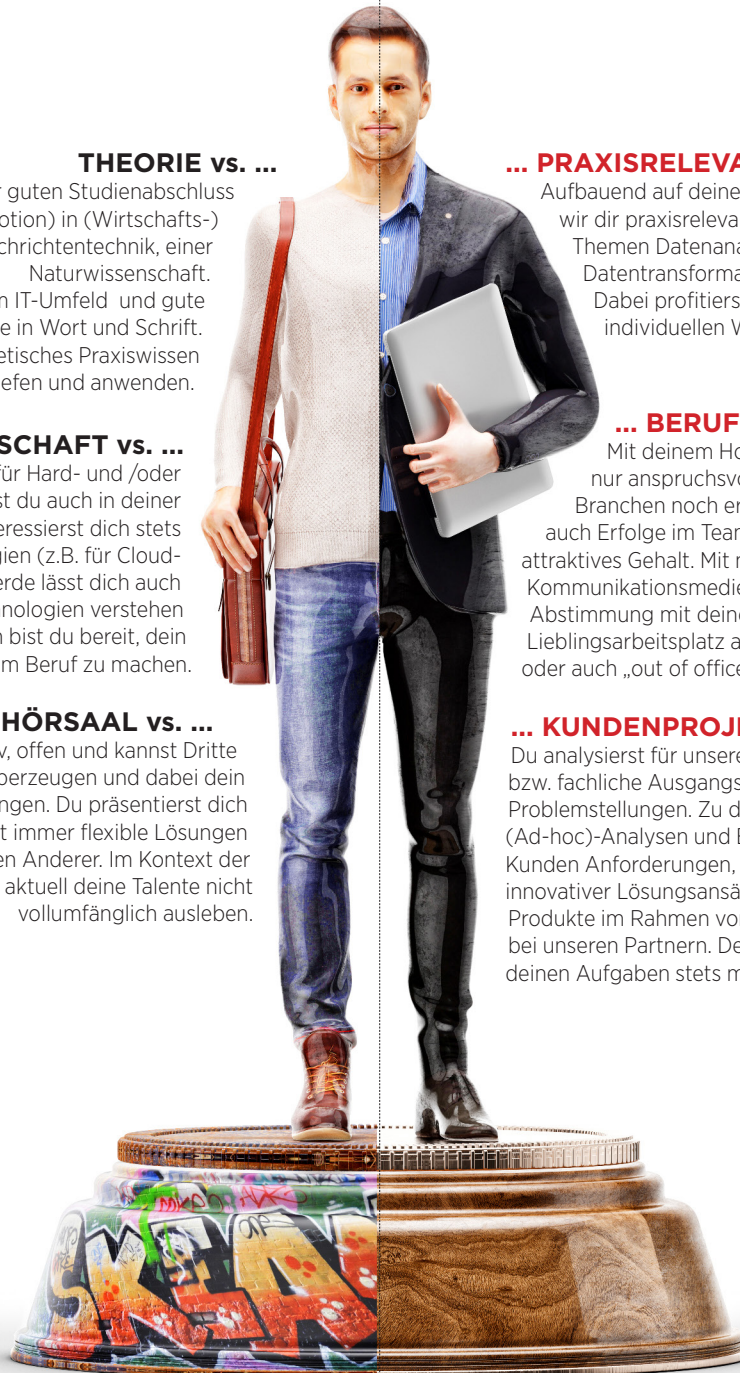 THEORIE vs. ...
r guten Studienabschluss
otion) in (Wirtschafts-)
chrichtentechnik, einer
Naturwissenschaft.
m IT-Umfeld und gute
e in Wort und Schrift.
etisches Praxiswissen
efen und anwenden.
SCHAFT vs. ...
für Hard- und /oder
st du auch in deiner
eressierst dich stets
gien (z.B. für Cloud-
erde lässt dich auch
hnologien verstehen
n bist du bereit, dein
m Beruf zu machen.
HÖRSAAL vs. ...
v, offen und kannst Dritte
berzeugen und dabei dein
ngen. Du präsentierst dich
t immer flexible Lösungen
en Anderer. Im Kontext der
aktuell deine Talente nicht
vollumfänglich ausleben.
... PRAXISRELEVA
Aufbauend auf deine
wir dir praxisreleva
Themen Datenana
Datentransforma
Dabei profitiers
individuellen W
... BERUF
Mit deinem Ho
nur anspruchsvo
Branchen noch er
auch Erfolge im Team
attraktives Gehalt. Mit m
Kommunikationsmedie
Abstimmung mit deine
Lieblingsarbeitsplatz a
oder auch „out of office
... KUNDENPROJE
Du analysierst für unsere
bzw. fachliche Ausgangs
Problemstellungen. Zu d
(Ad-hoc)-Analysen und E
Kunden Anforderungen,
innovativer Lösungsansä
Produkte im Rahmen vor
bei unseren Partnern. De
deinen Aufgaben stets m